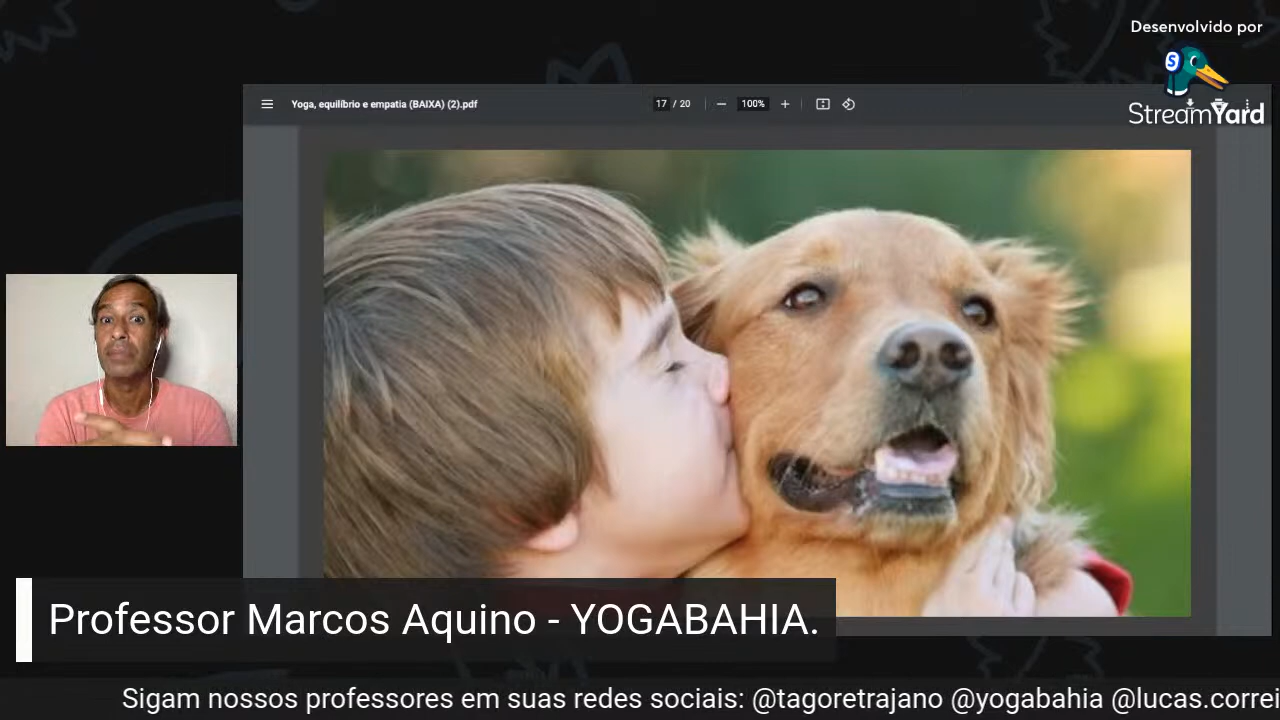 Desenvolvido por
StreamYard
Yoga, equilíbrio e empatia (BAIXA) (2).pdf
17 / 20
100%
Professor Marcos Aquino - YOGABAHIA.
Sigam nossos professores em suas redes sociais: @tagoretrajano @yogabahia @lucas.correi